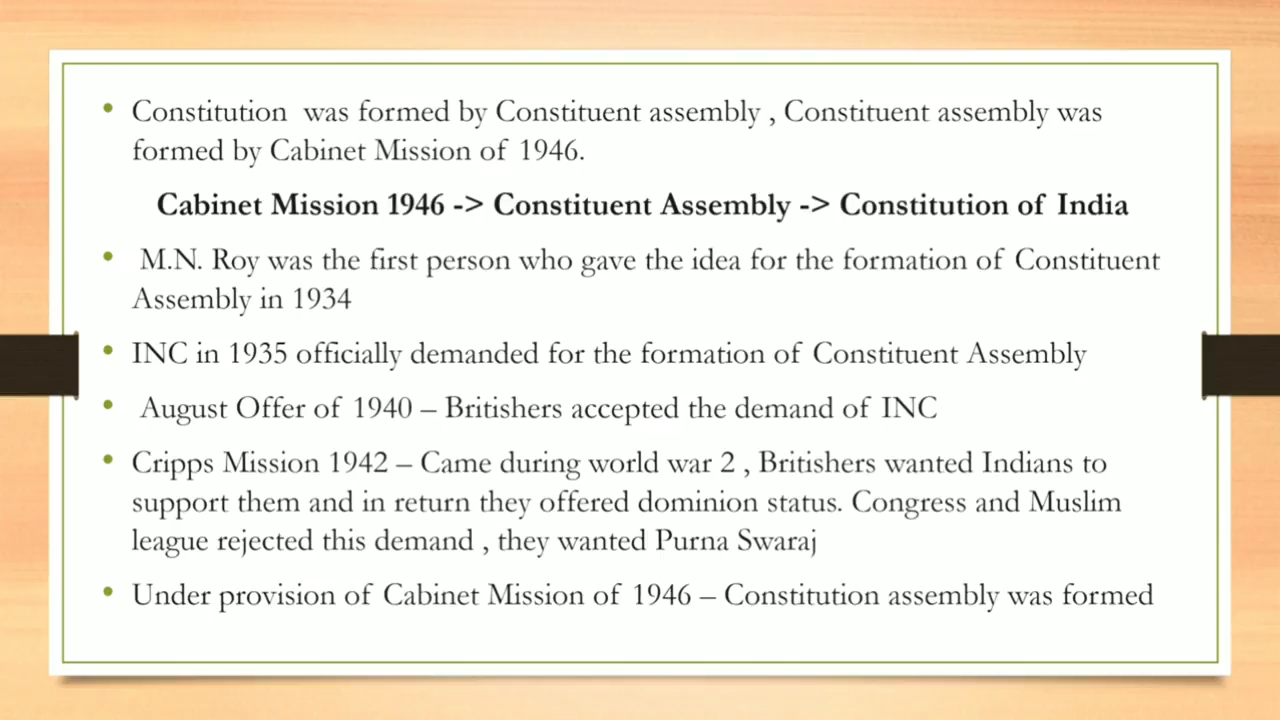 Constitution was formed by Constituent assembly , Constituent assembly was
formed by Cabinet Mission of 1946.
Cabinet Mission 1946 -> Constituent Assembly -> Constitution of India
M.N. Roy was the first person who gave the idea for the formation of Constituent
Assembly in 1934
INC in 1935 officially demanded for the formation of Constituent Assembly
August Offer of 1940 – Britishers accepted the demand of INC
Cripps Mission 1942 – Came during world war 2 , Britishers wanted Indians to
support them and in return they offered dominion status. Congress and Muslim
league rejected this demand , they wanted Purna Swaraj
Under provision of Cabinet Mission of 1946 – Constitution assembly was formed